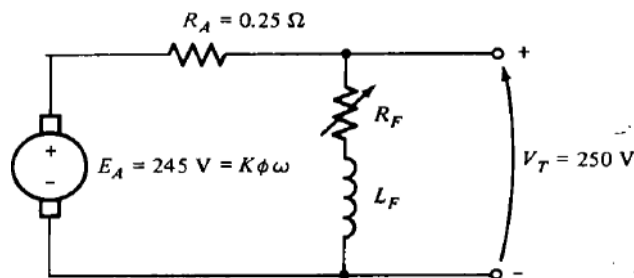 R_A = 0.25 Ω
+
R_F
+
E_A = 245 V = Kϕω
V_T = 250 V
−
L_F
−